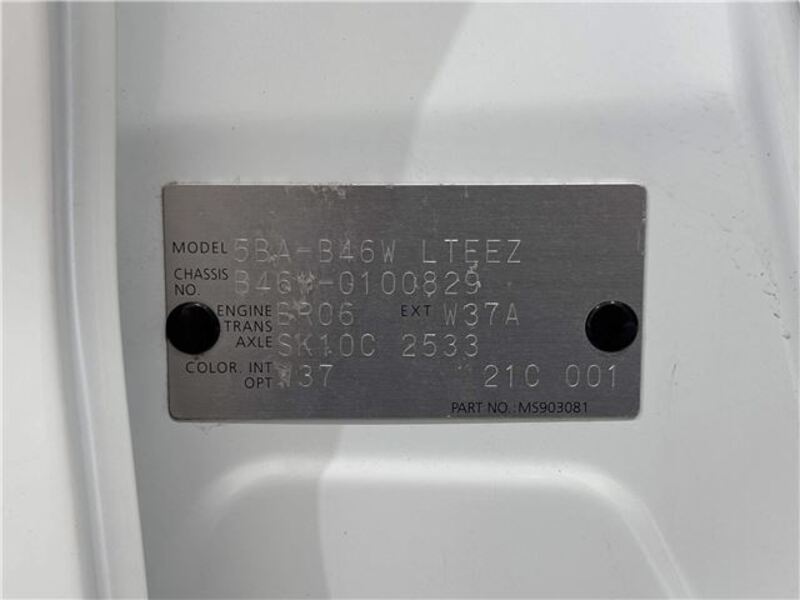 MODEL 5BA-B46W LTEEZ
CHASSIS NO. B46W-0100829
ENGINE BR06 EXT W37A
TRANS AXLE SK10C 2533
COLOR. INT OPT W37 21C 001
PART NO.:MS903081